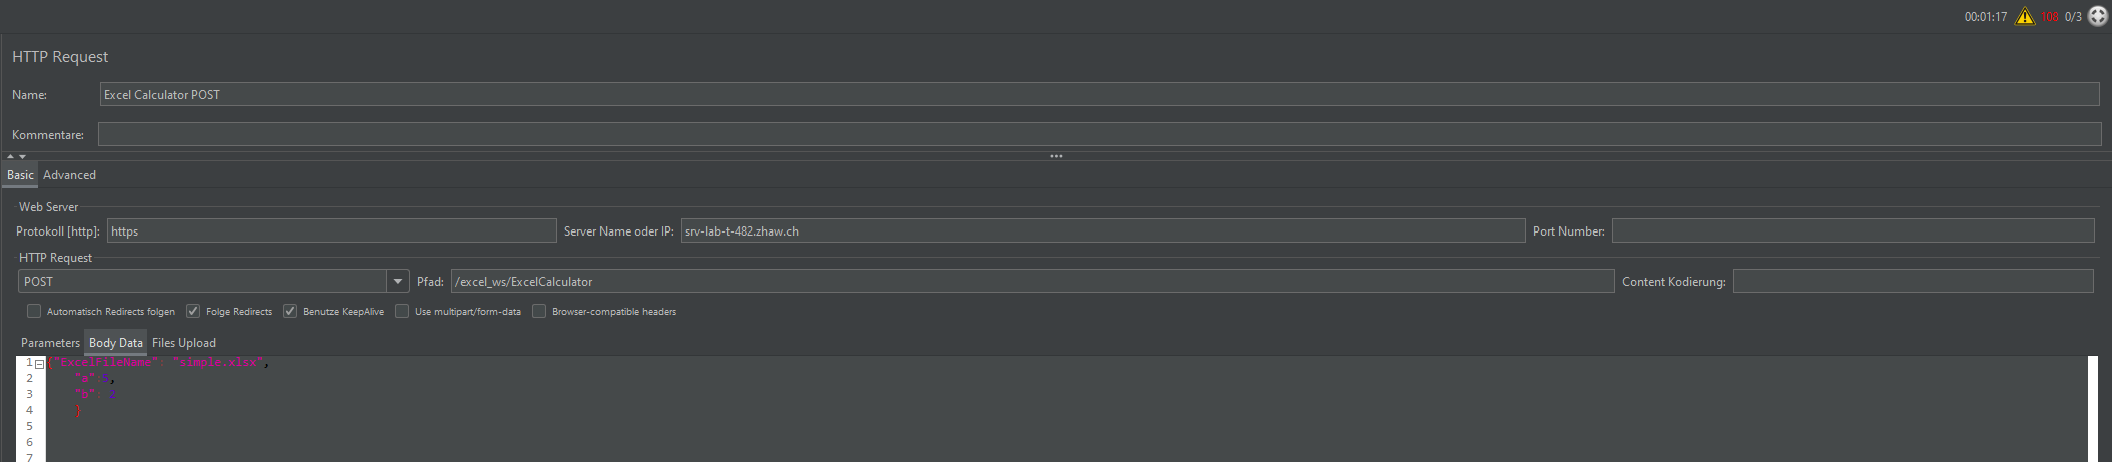 00:01:17 108 0/3
HTTP Request
Name: Excel Calculator POST
Kommentare:
Basic Advanced
Web Server
Protokoll [http]: https Server Name oder IP: srv-lab-t-482.zhaw.ch Port Number:
HTTP Request
POST Pfad: /excel_ws/ExcelCalculator Content Kodierung:
Automatisch Redirects folgen Folge Redirects Benutze KeepAlive Use multipart/form-data Browser-compatible headers
Parameters Body Data Files Upload
1 {"ExcelFileName": "simple.xlsx",
2 "a" 5,
3 "b": 2
4 }
5
6
7